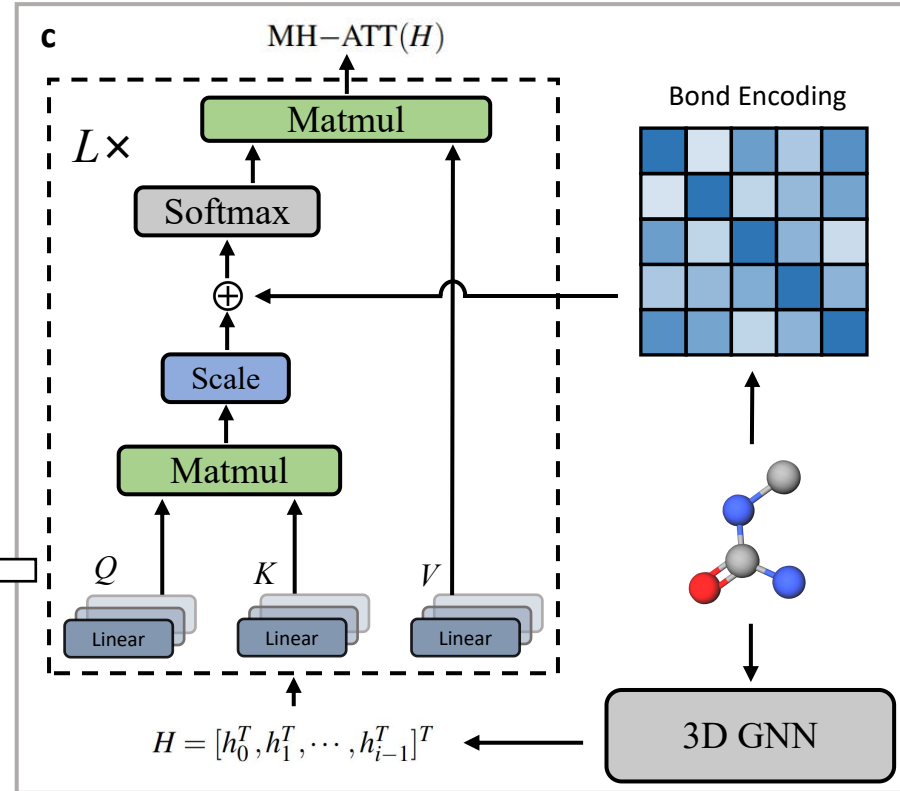 c
MH−ATT(H)
Bond Encoding
L×
Matmul
Softmax
⊕
Scale
Matmul
Q K V
Linear Linear Linear
H = [h_0^T, h_1^T, ⋯, h_{i−1}^T]^T
3D GNN